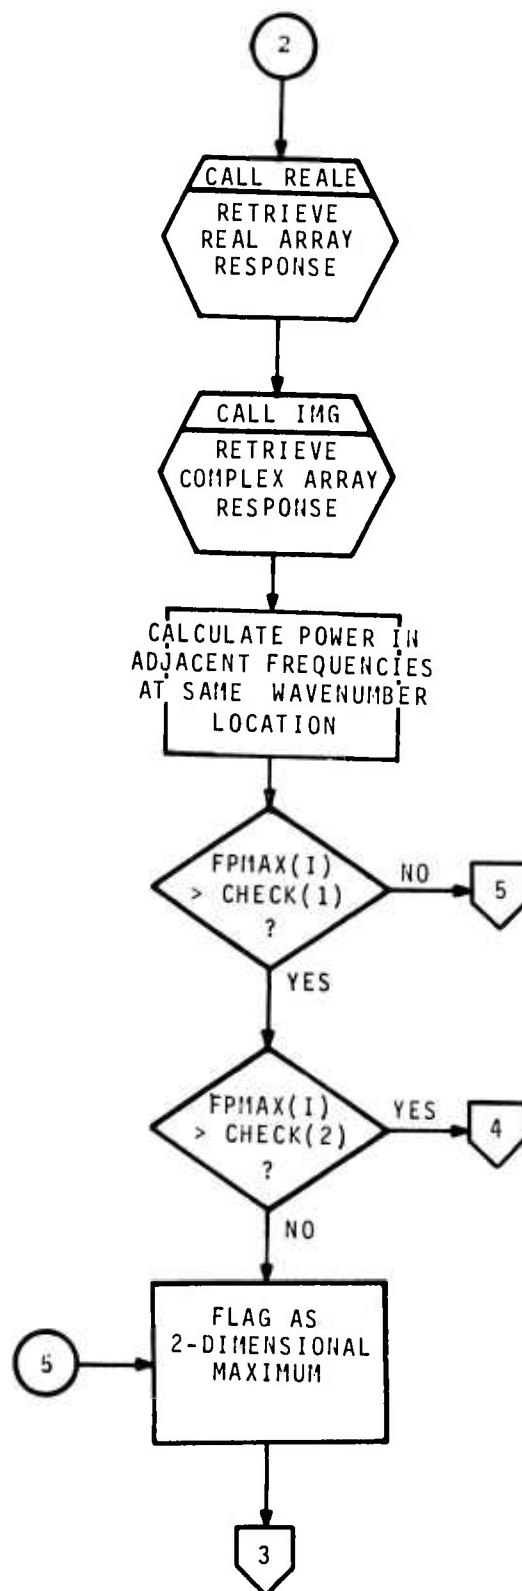 2
CALL REALE
RETRIEVE
REAL ARRAY
RESPONSE
CALL IMG
RETRIEVE
COMPLEX ARRAY
RESPONSE
CALCULATE POWER IN
ADJACENT FREQUENCIES
AT SAME WAVENUMBER
LOCATION
FPMAX(I)
> CHECK(1)
?
NO
5
YES
FPMAX(I)
> CHECK(2)
?
YES
4
NO
FLAG AS
2-DIMENSIONAL
MAXIMUM
5
3